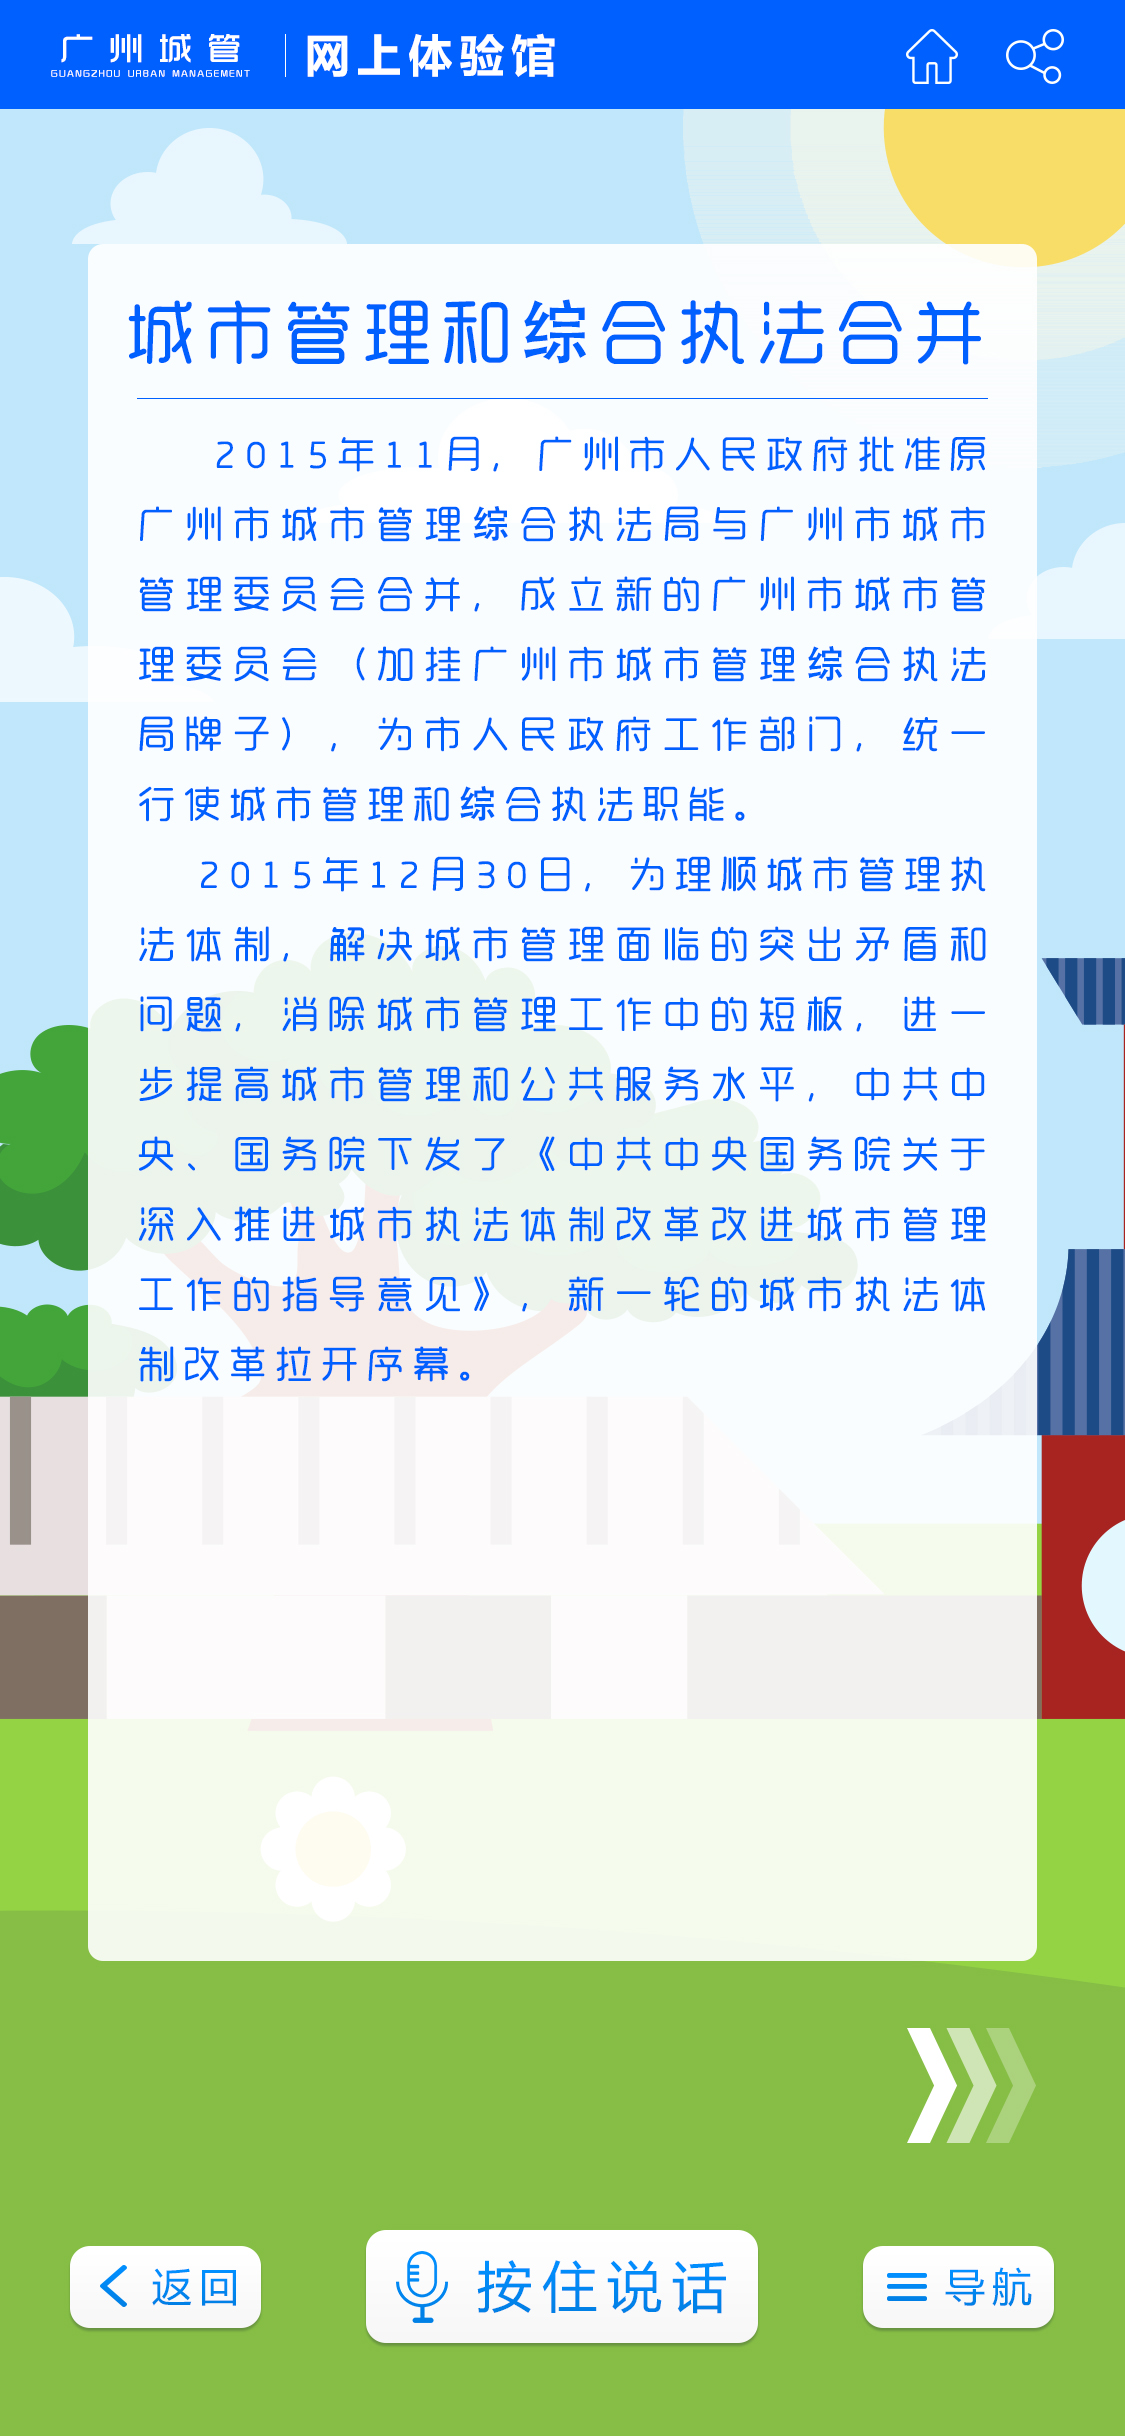 广州城管
GUANGZHOU URBAN MANAGEMENT
网上体验馆
城市管理和综合执法合并
2015年11月，广州市人民政府批准原
广州市城市管理综合执法局与广州市城市
管理委员会合并，成立新的广州市城市管
理委员会（加挂广州市城市管理综合执法
局牌子），为市人民政府工作部门，统一
行使城市管理和综合执法职能。
2015年12月30日，为理顺城市管理执
法体制，解决城市管理面临的突出矛盾和
问题，消除城市管理工作中的短板，进一
步提高城市管理和公共服务水平，中共中
央、国务院下发了《中共中央国务院关于
深入推进城市执法体制改革改进城市管理
工作的指导意见》，新一轮的城市执法体
制改革拉开序幕。
返回
按住说话
导航